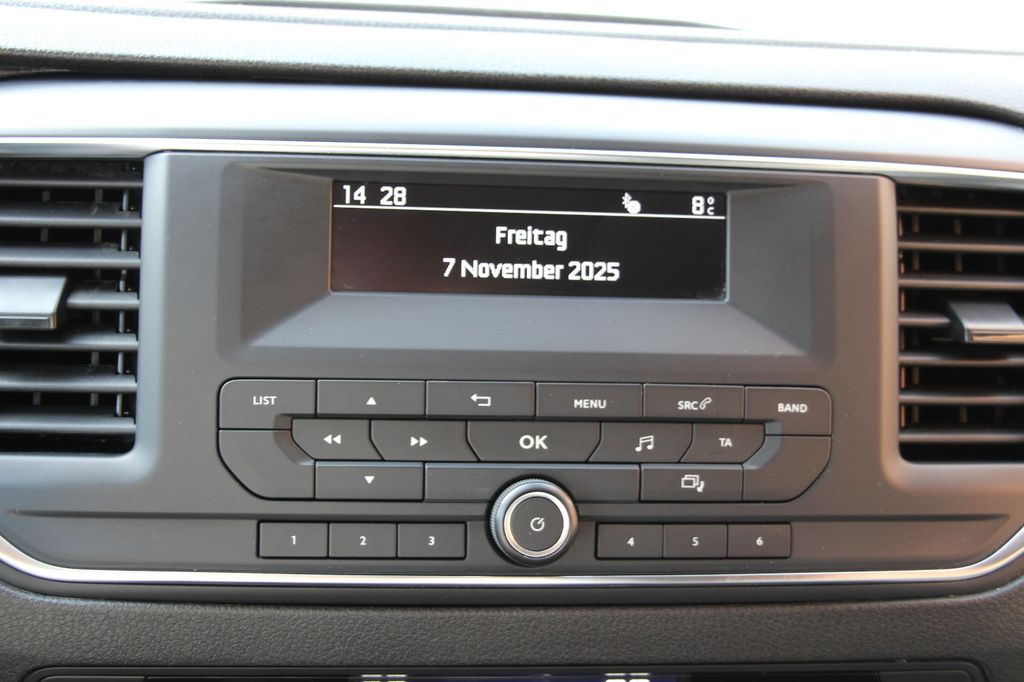 14 28 8°C
Freitag
7 November 2025
LIST MENU SRC BAND
OK TA
1 2 3 4 5 6